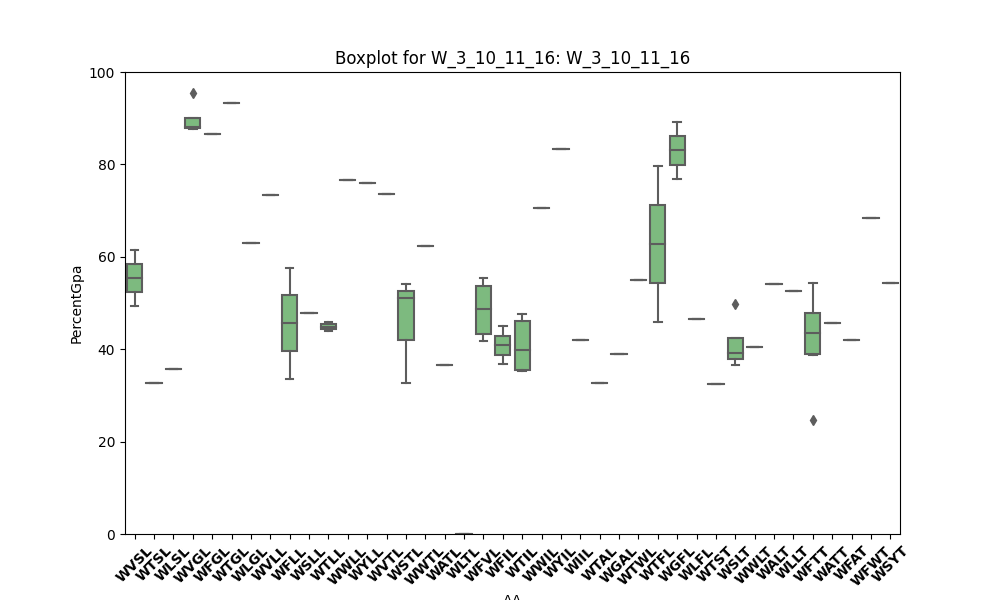 Boxplot for W_3_10_11_16: W_3_10_11_16
100
80
60
40
20
0
PercentGpa
WVSL
WTSL
WLSL
WVGL
WFGL
WTGL
WLGL
WVLL
WFLL
WSLL
WTLL
WWLL
WYLL
WVTL
WSTL
WWTL
WATL
WLTL
WFVL
WFIL
WTIL
WWIL
WYIL
WIIL
WTAL
WGAL
WTWL
WTFL
WGFL
WLFL
WTST
WSLT
WWLT
WALT
WLLT
WFTT
WATT
WFAT
WFWT
WSYT
AA